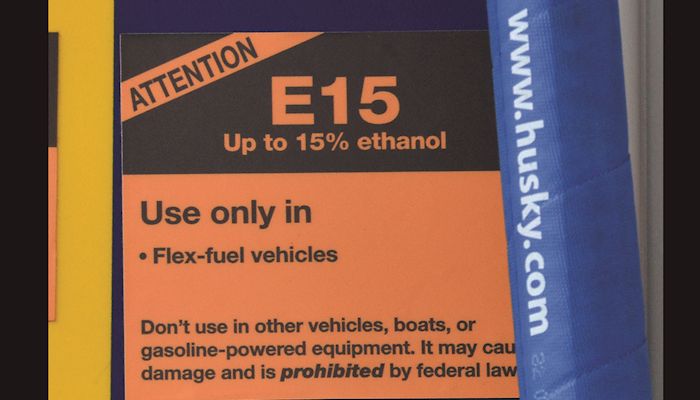 ATTENTION
E15
Up to 15% ethanol
Use only in
• Flex-fuel vehicles
Don't use in other vehicles, boats, or
gasoline-powered equipment. It may cau
damage and is prohibited by federal law
www.husky.com